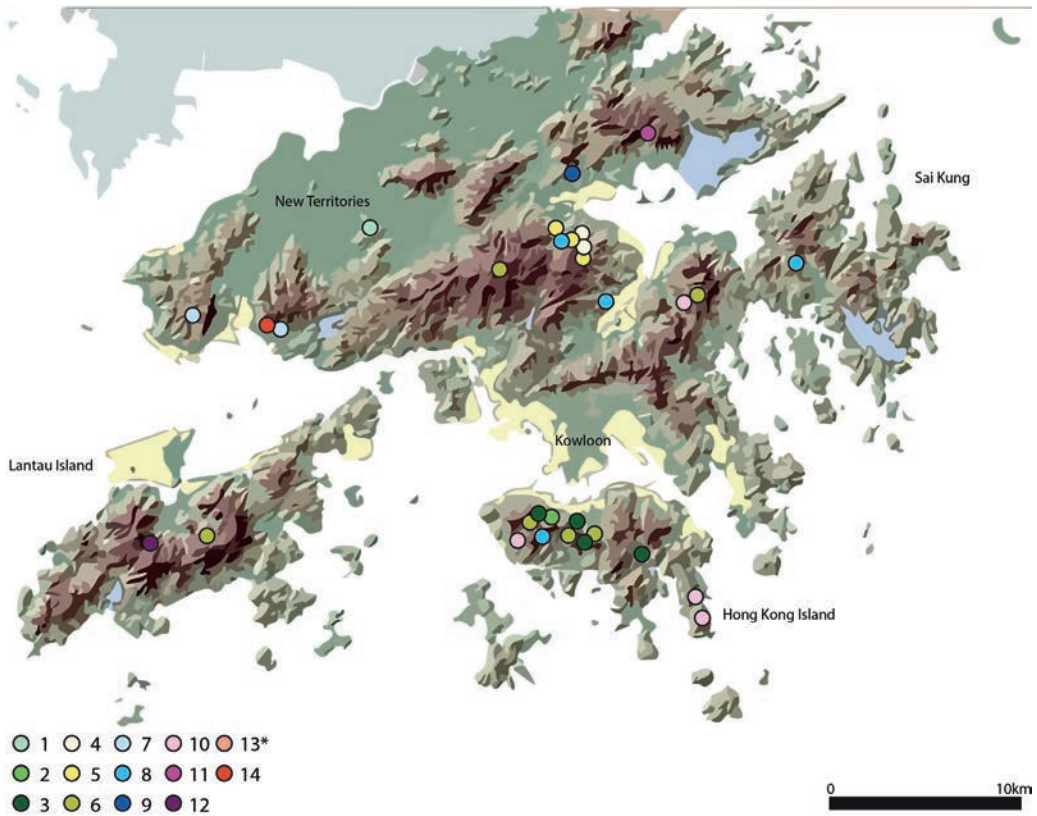 Sai Kung
New Territories
Kowloon
Lantau Island
Hong Kong Island
1 4 7 10 13*
2 5 8 11 14
3 6 9 12
0 10km